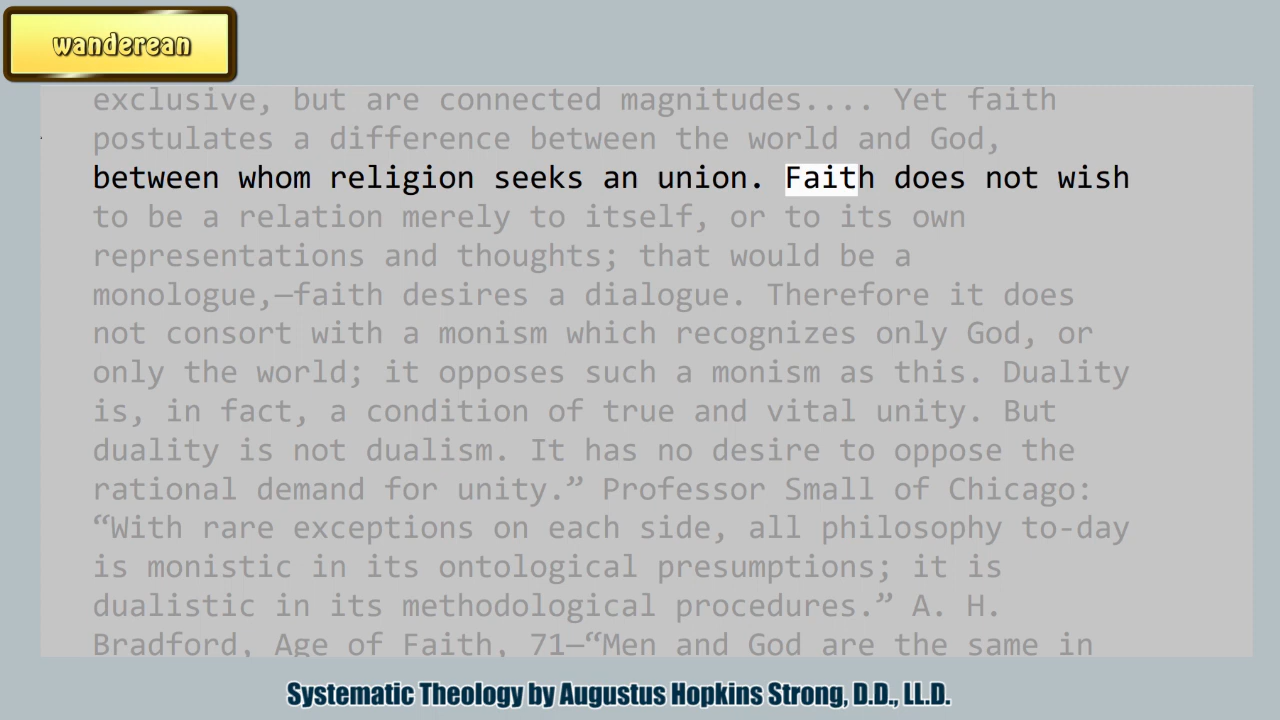 wanderean
exclusive, but are connected magnitudes.... Yet faith
postulates a difference between the world and God,
between whom religion seeks an union. Faith does not wish
to be a relation merely to itself, or to its own
representations and thoughts; that would be a
monologue,—faith desires a dialogue. Therefore it does
not consort with a monism which recognizes only God, or
only the world; it opposes such a monism as this. Duality
is, in fact, a condition of true and vital unity. But
duality is not dualism. It has no desire to oppose the
rational demand for unity.” Professor Small of Chicago:
“With rare exceptions on each side, all philosophy to-day
is monistic in its ontological presumptions; it is
dualistic in its methodological procedures.” A. H.
Bradford, Age of Faith, 71—“Men and God are the same in
Systematic Theology by Augustus Hopkins Strong, D.D., LL.D.